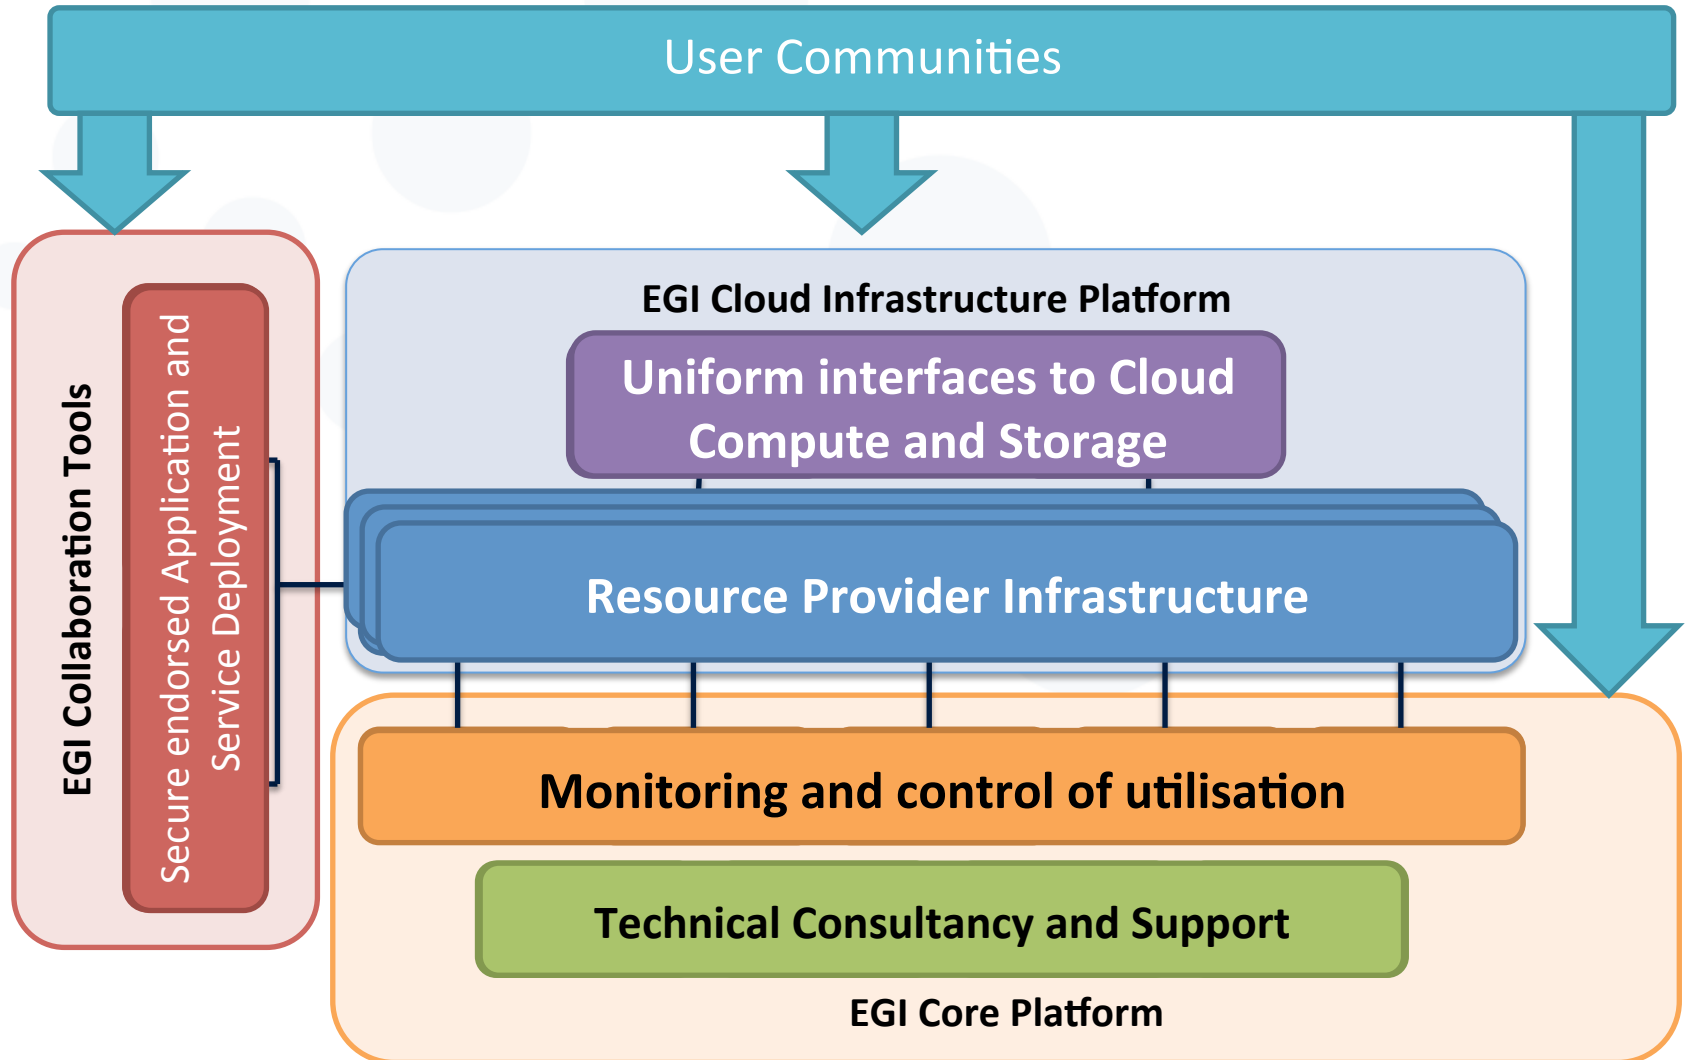 User Communities
EGI Collaboration Tools
Secure endorsed Application and
Service Deployment
EGI Cloud Infrastructure Platform
Uniform interfaces to Cloud
Compute and Storage
Resource Provider Infrastructure
Monitoring and control of utilisation
Technical Consultancy and Support
EGI Core Platform